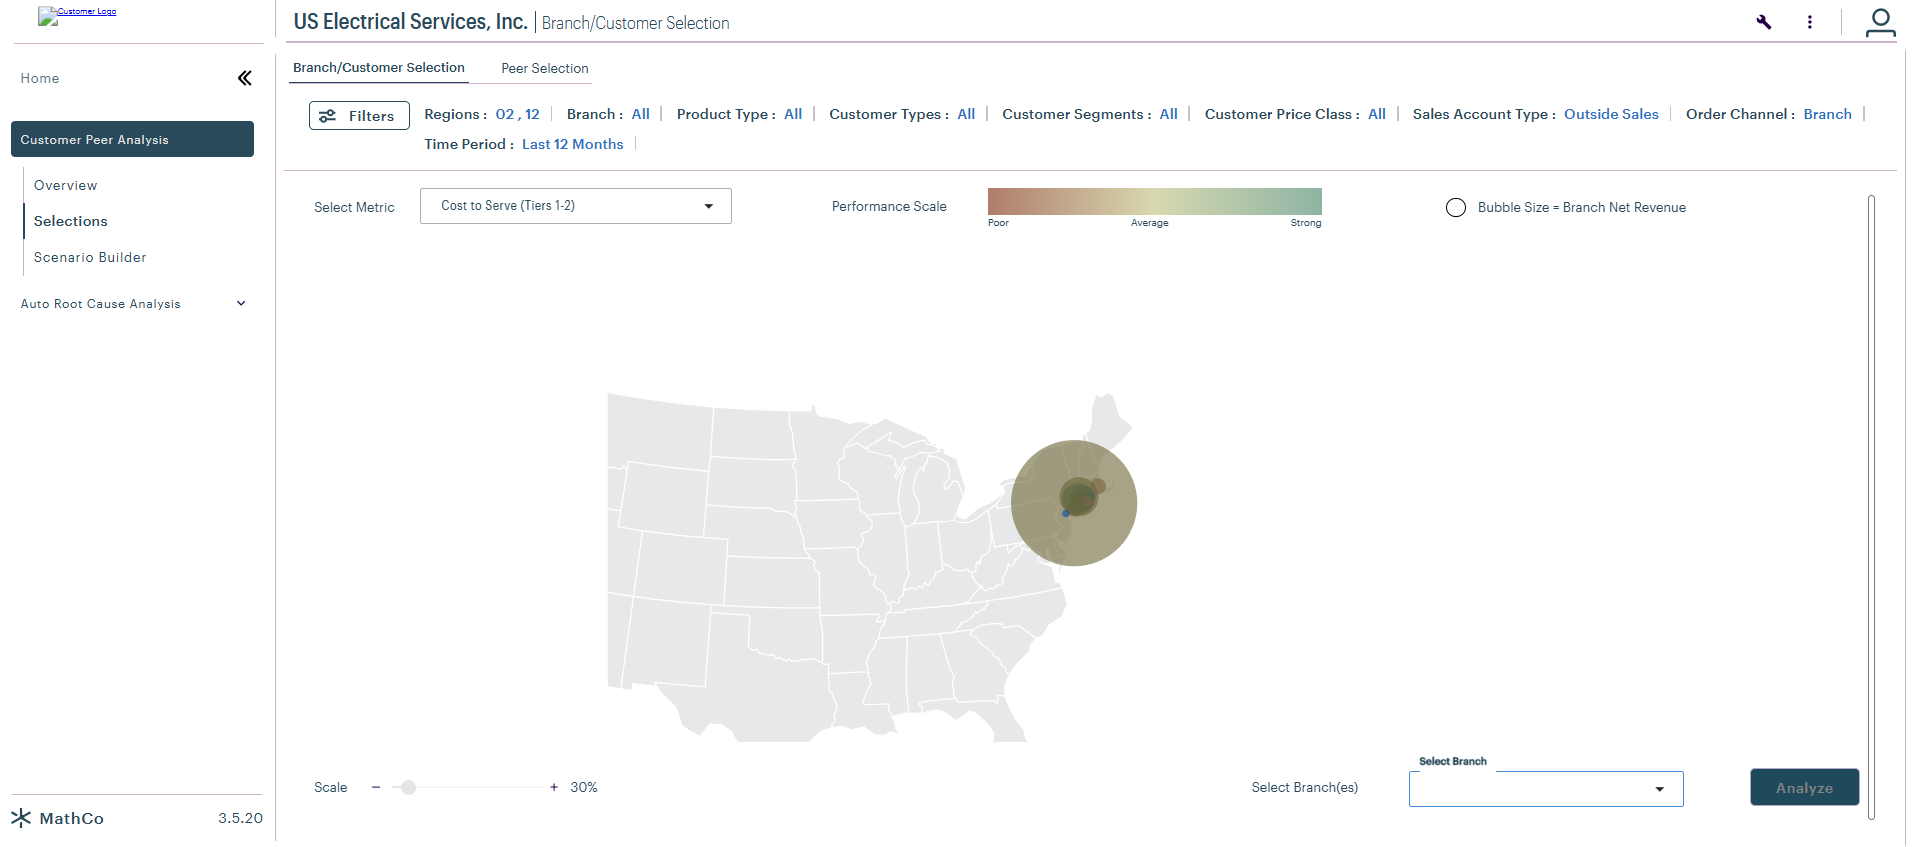 Customer Logo
US Electrical Services, Inc. | Branch/Customer Selection
Home
Branch/Customer Selection
Peer Selection
Filters
Regions : 02 , 12
Branch : All
Product Type : All
Customer Types : All
Customer Segments : All
Customer Price Class : All
Sales Account Type : Outside Sales
Order Channel : Branch
Time Period : Last 12 Months
Customer Peer Analysis
Overview
Selections
Scenario Builder
Auto Root Cause Analysis
Select Metric
Cost to Serve (Tiers 1-2)
Performance Scale
Poor
Average
Strong
Bubble Size = Branch Net Revenue
Scale
30%
Select Branch(es)
Select Branch
Analyze
MathCo
3.5.20